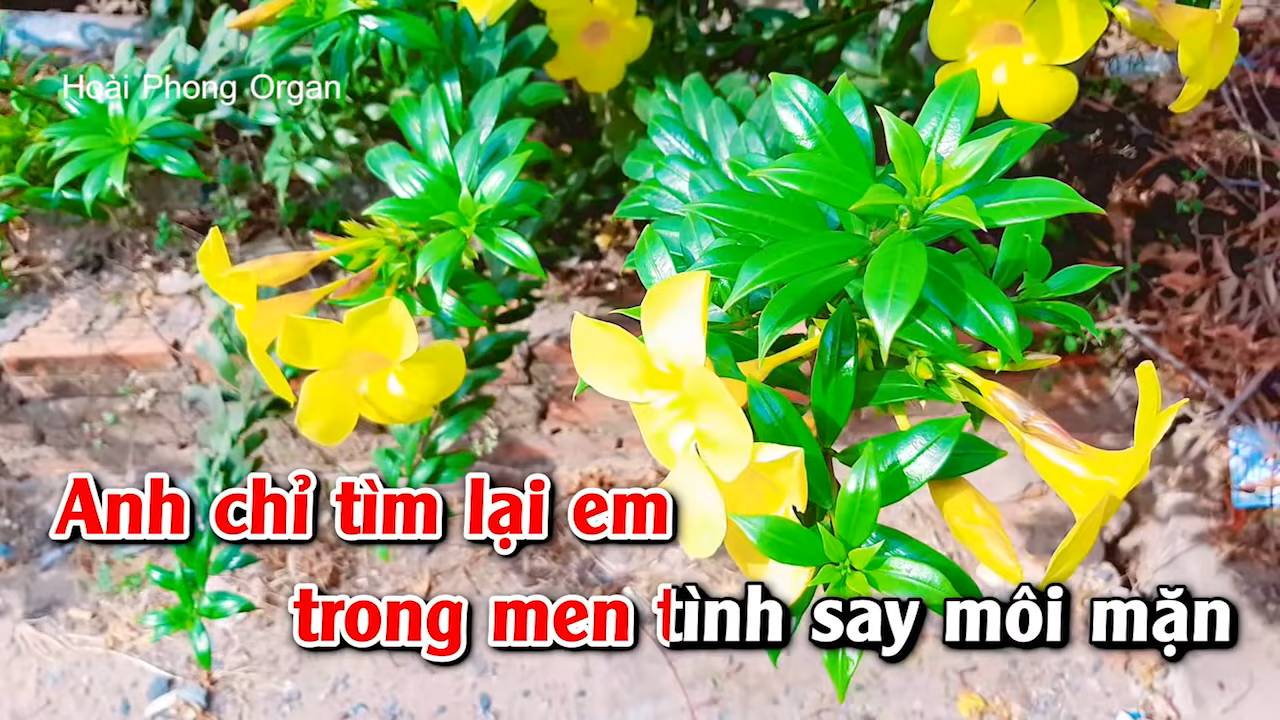 Hoài Phong Organ
Anh chỉ tìm lại em
trong men tình say môi mặn